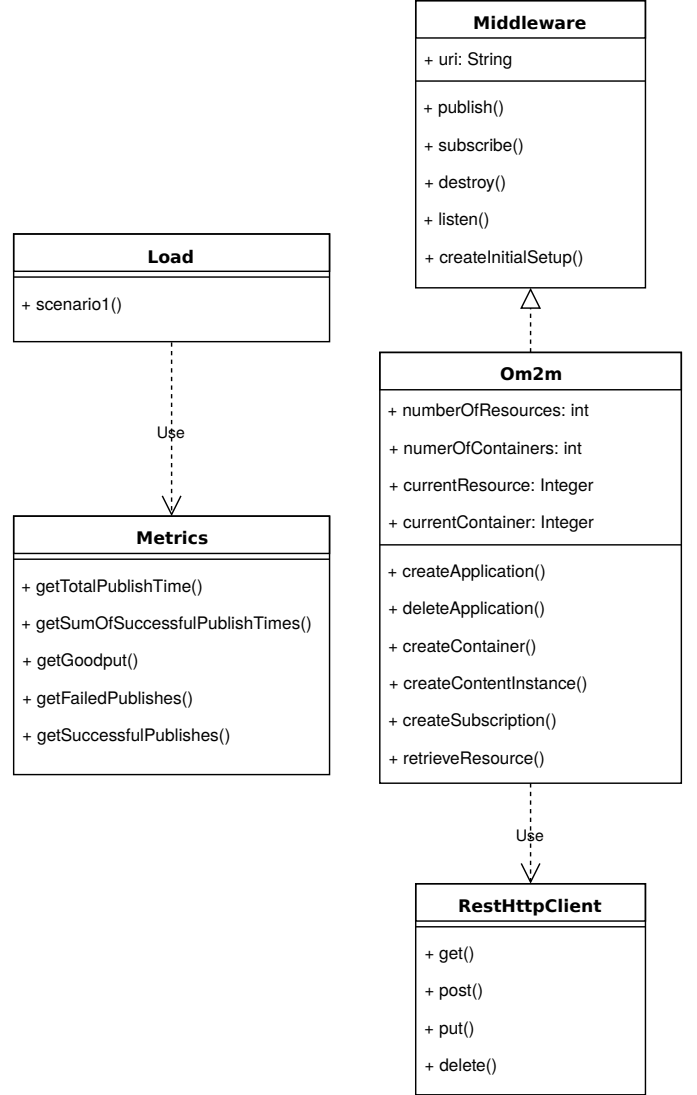 Middleware
+ uri: String
+ publish()
+ subscribe()
+ destroy()
+ listen()
+ createInitialSetup()
Load
+ scenario1()
Use
Metrics
+ getTotalPublishTime()
+ getSumOfSuccessfulPublishTimes()
+ getGoodput()
+ getFailedPublishes()
+ getSuccessfulPublishes()
Om2m
+ numberOfResources: int
+ numerOfContainers: int
+ currentResource: Integer
+ currentContainer: Integer
+ createApplication()
+ deleteApplication()
+ createContainer()
+ createContentInstance()
+ createSubscription()
+ retrieveResource()
Use
RestHttpClient
+ get()
+ post()
+ put()
+ delete()